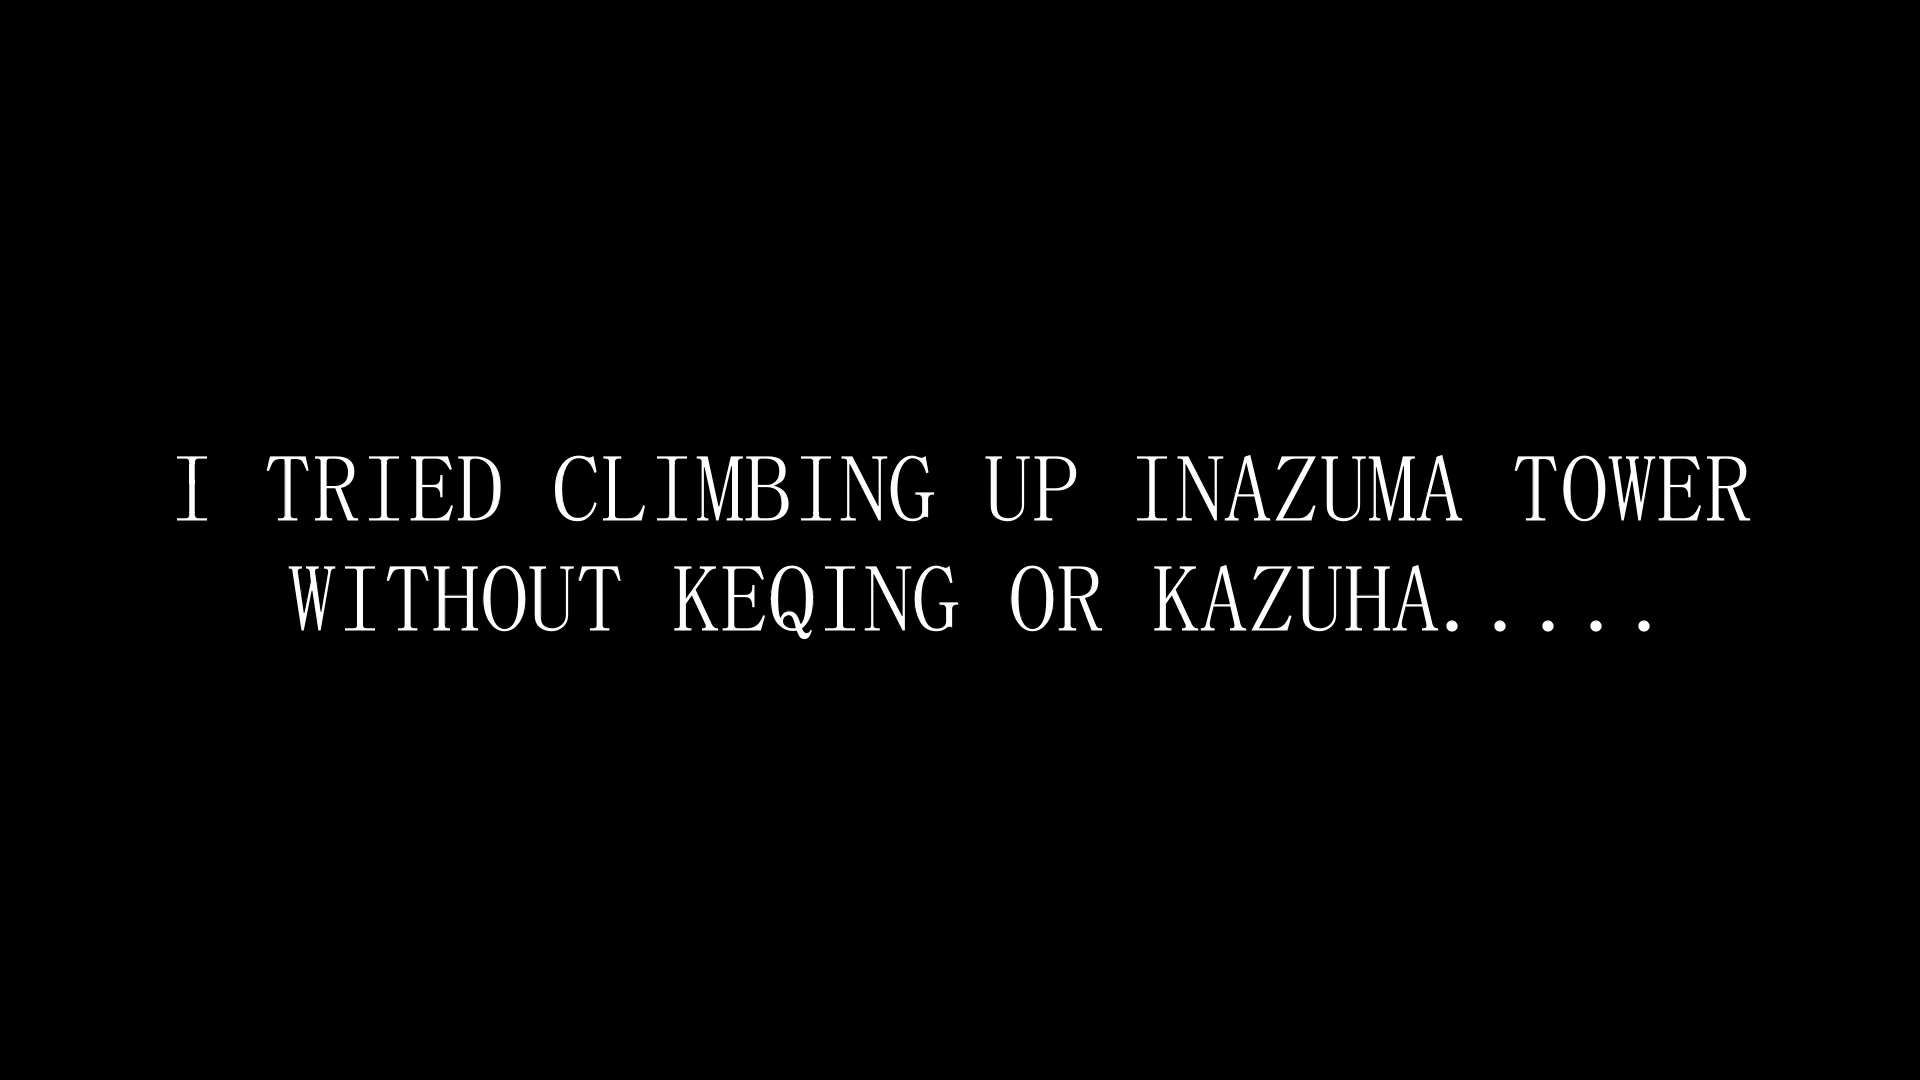 I TRIED CLIMBING UP INAZUMA TOWER
WITHOUT KEQING OR KAZUHA.....